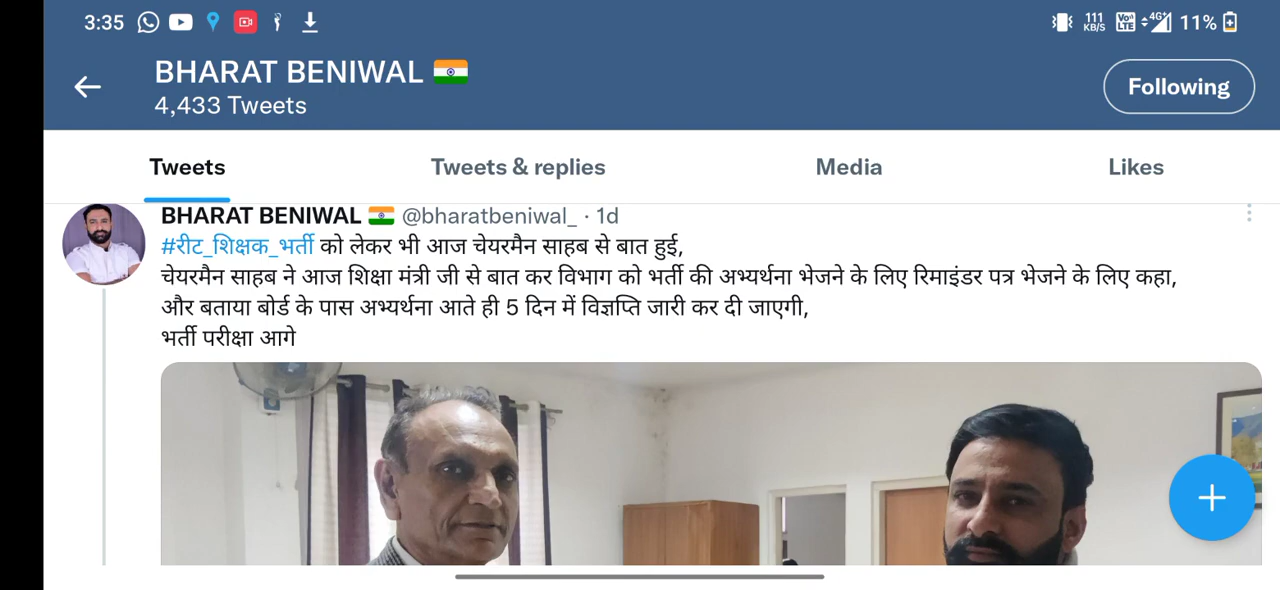 3:35
111
KB/S
Vo))
LTE
4G+
11%
BHARAT BENIWAL 🇮🇳
4,433 Tweets
Following
Tweets
Tweets & replies
Media
Likes
BHARAT BENIWAL 🇮🇳 @bharatbeniwal_ · 1d
#रीट_शिक्षक_भर्ती को लेकर भी आज चेयरमैन साहब से बात हुई,
चेयरमैन साहब ने आज शिक्षा मंत्री जी से बात कर विभाग को भर्ती की अभ्यर्थना भेजने के लिए रिमाइंडर पत्र भेजने के लिए कहा,
और बताया बोर्ड के पास अभ्यर्थना आते ही 5 दिन में विज्ञप्ति जारी कर दी जाएगी,
भर्ती परीक्षा आगे